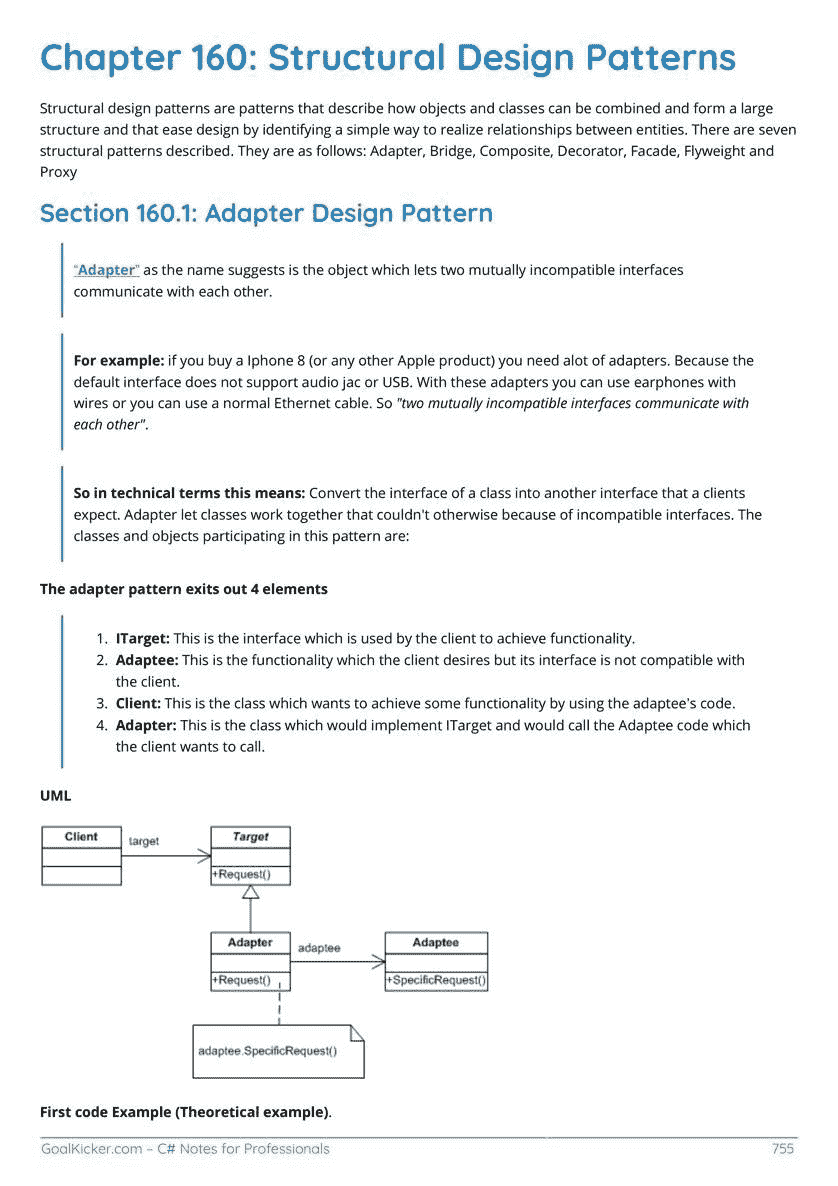 Chapter 160: Structural Design Patterns
Structural design patterns are patterns that describe how objects and classes can be combined and form a large
structure and that ease design by identifying a simple way to realize relationships between entities. There are seven
structural patterns described. They are as follows: Adapter, Bridge, Composite, Decorator, Facade, Flyweight and
Proxy
Section 160.1: Adapter Design Pattern
“Adapter” as the name suggests is the object which lets two mutually incompatible interfaces
communicate with each other.
For example: if you buy a Iphone 8 (or any other Apple product) you need alot of adapters. Because the
default interface does not support audio jac or USB. With these adapters you can use earphones with
wires or you can use a normal Ethernet cable. So "two mutually incompatible interfaces communicate with
each other".
So in technical terms this means: Convert the interface of a class into another interface that a clients
expect. Adapter let classes work together that couldn't otherwise because of incompatible interfaces. The
classes and objects participating in this pattern are:
The adapter pattern exits out 4 elements
1. ITarget: This is the interface which is used by the client to achieve functionality.
2. Adaptee: This is the functionality which the client desires but its interface is not compatible with
the client.
3. Client: This is the class which wants to achieve some functionality by using the adaptee's code.
4. Adapter: This is the class which would implement ITarget and would call the Adaptee code which
the client wants to call.
UML
Client
target
Target
+Request()
Adapter
adaptee
Adaptee
+Request()
+SpecificRequest()
adaptee.SpecificRequest()
First code Example (Theoretical example).
GoalKicker.com – C# Notes for Professionals
755